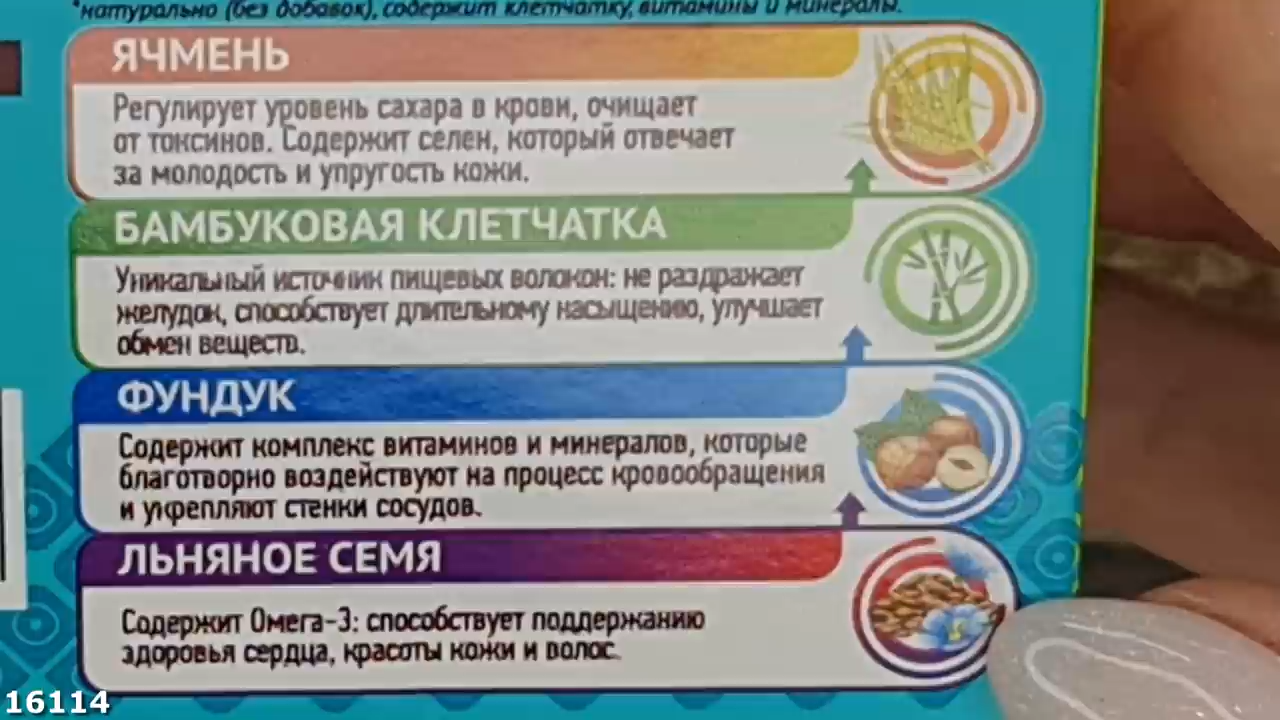 *натурально (без добавок), содержит клетчатку, витамины и минералы.
ЯЧМЕНЬ
Регулирует уровень сахара в крови, очищает
от токсинов. Содержит селен, который отвечает
за молодость и упругость кожи.
БАМБУКОВАЯ КЛЕТЧАТКА
Уникальный источник пищевых волокон: не раздражает
желудок, способствует длительному насыщению, улучшает
обмен веществ.
ФУНДУК
Содержит комплекс витаминов и минералов, которые
благотворно воздействуют на процесс кровообращения
и укрепляют стенки сосудов.
ЛЬНЯНОЕ СЕМЯ
Содержит Омега-3: способствует поддержанию
здоровья сердца, красоты кожи и волос.
16114